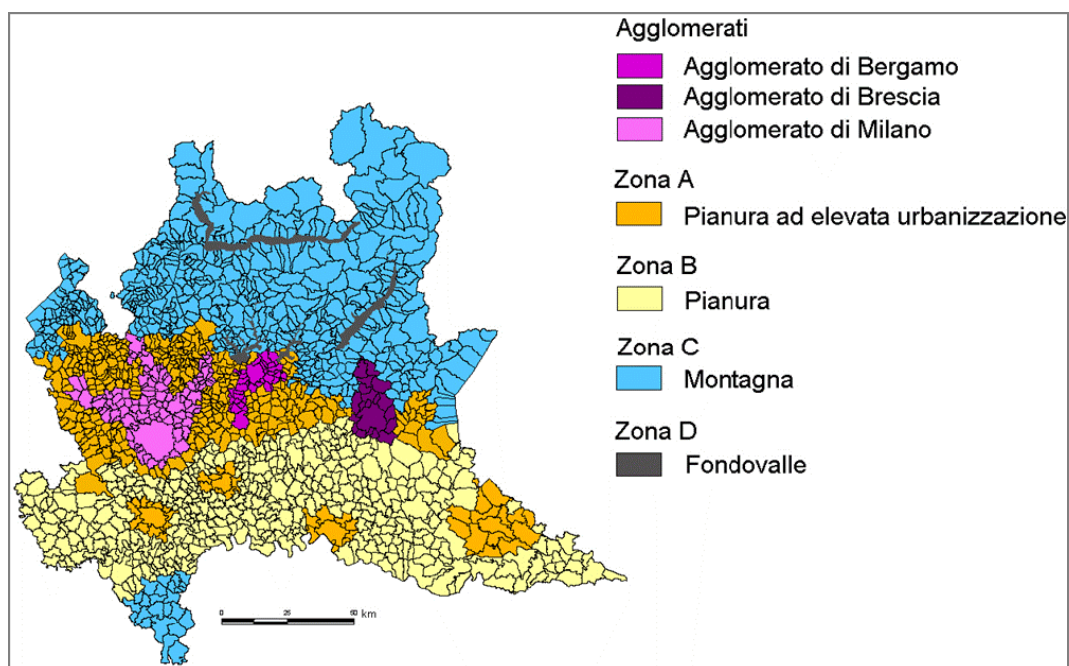 Agglomerati
Agglomerato di Bergamo
Agglomerato di Brescia
Agglomerato di Milano
Zona A
Pianura ad elevata urbanizzazione
Zona B
Pianura
Zona C
Montagna
Zona D
Fondovalle
0 25 50 km